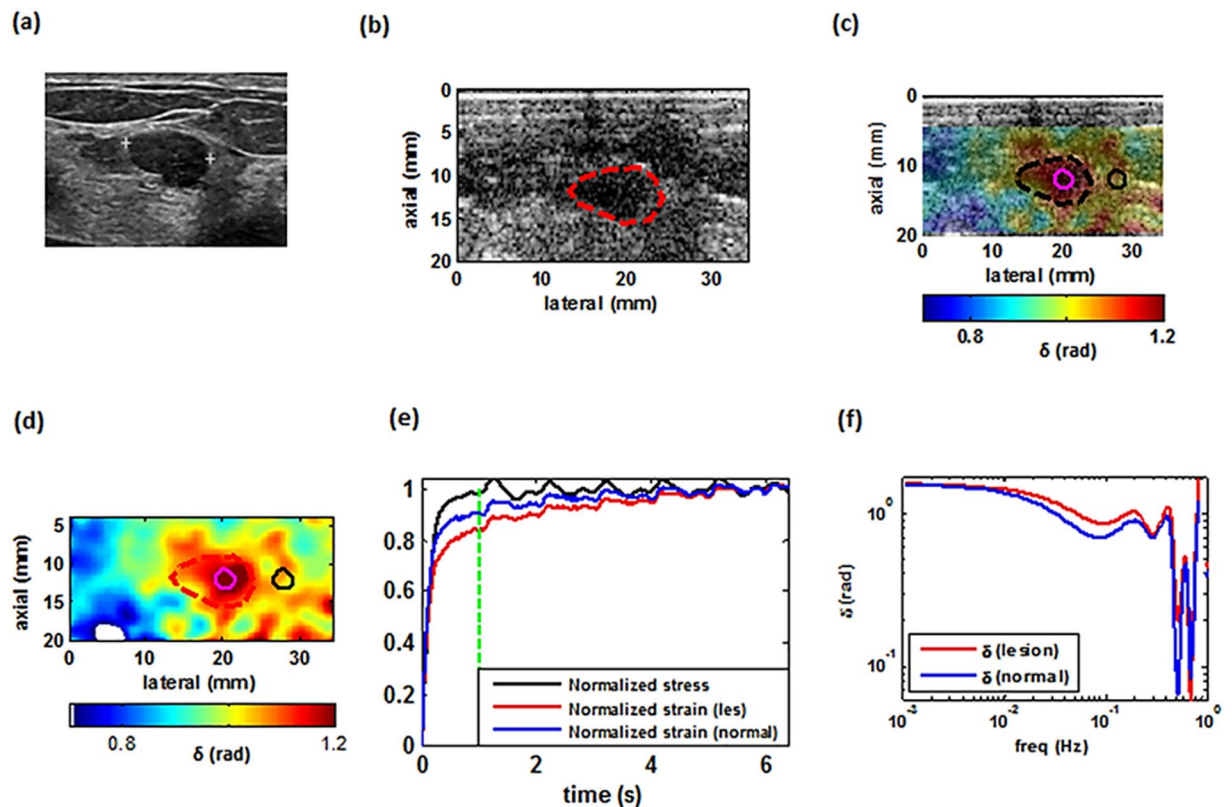 (a)
(b)
(c)
0
5
10
15
20
axial (mm)
0 10 20 30
lateral (mm)
0
10
20
axial (mm)
0 10 20 30
lateral (mm)
0.8 1.2
δ (rad)
(d)
(e)
(f)
5
10
15
20
axial (mm)
0 10 20 30
lateral (mm)
0.8 1.2
δ (rad)
1
0.8
0.6
0.4
0.2
0
Normalized stress
Normalized strain (les)
Normalized strain (normal)
0 2 4 6
time (s)
10⁰
10⁻¹
δ (rad)
δ (lesion)
δ (normal)
10⁻³ 10⁻² 10⁻¹ 10⁰
freq (Hz)